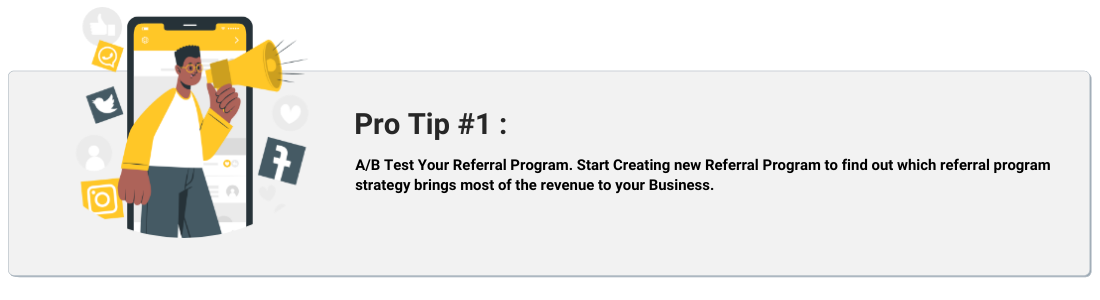 Pro Tip #1 :
A/B Test Your Referral Program. Start Creating new Referral Program to find out which referral program
strategy brings most of the revenue to your Business.